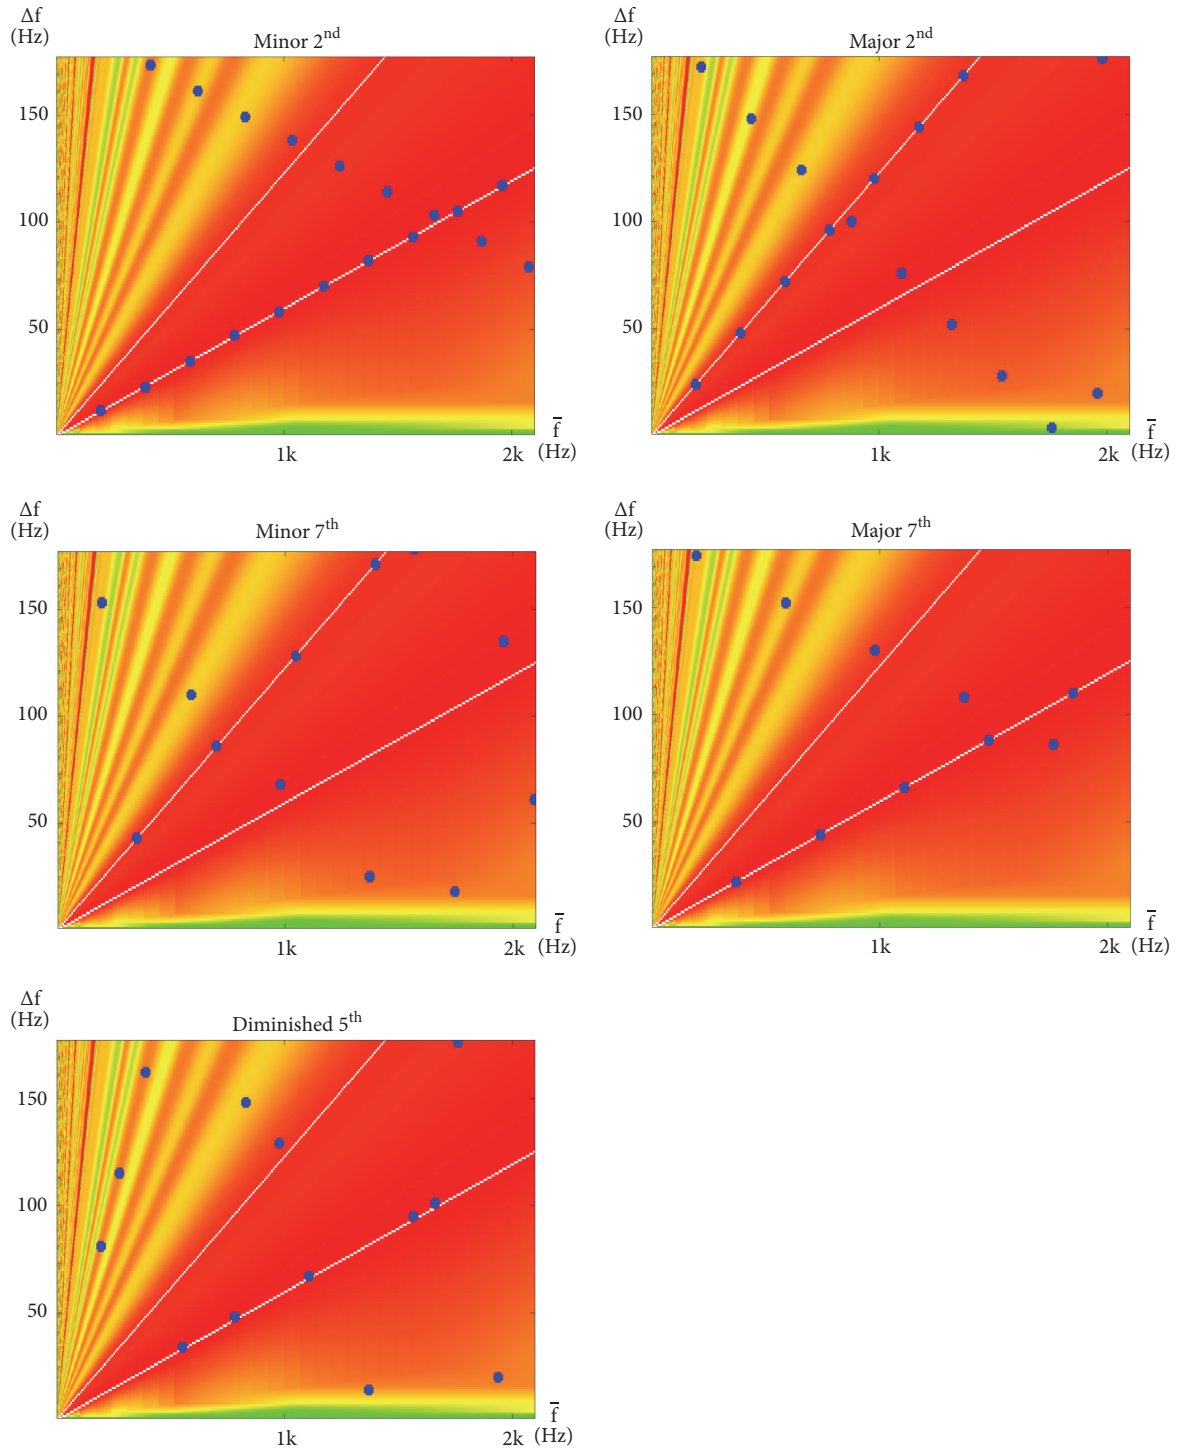 Δf
(Hz)
Minor 2nd
150
100
50
1k
2k
f̅
(Hz)
Δf
(Hz)
Major 2nd
150
100
50
1k
2k
f̅
(Hz)
Δf
(Hz)
Minor 7th
150
100
50
1k
2k
f̅
(Hz)
Δf
(Hz)
Major 7th
150
100
50
1k
2k
f̅
(Hz)
Δf
(Hz)
Diminished 5th
150
100
50
1k
2k
f̅
(Hz)